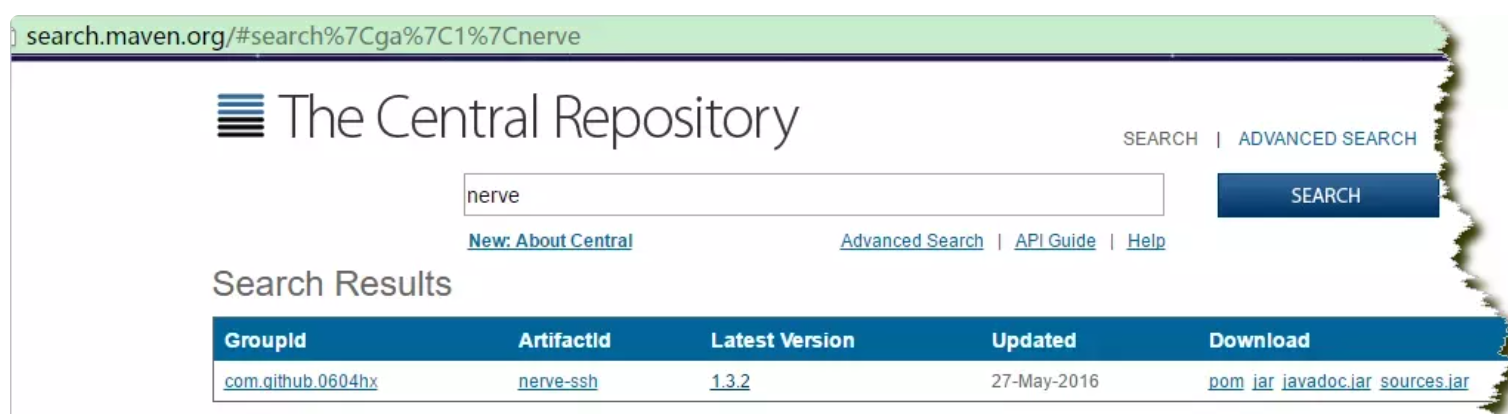 search.maven.org/#search%7Cga%7C1%7Cnerve
The Central Repository
SEARCH | ADVANCED SEARCH
nerve
SEARCH
New: About Central Advanced Search | API Guide | Help
Search Results
GroupId ArtifactId Latest Version Updated Download
com.github.0604hx nerve-ssh 1.3.2 27-May-2016 pom jar javadoc.jar sources.jar